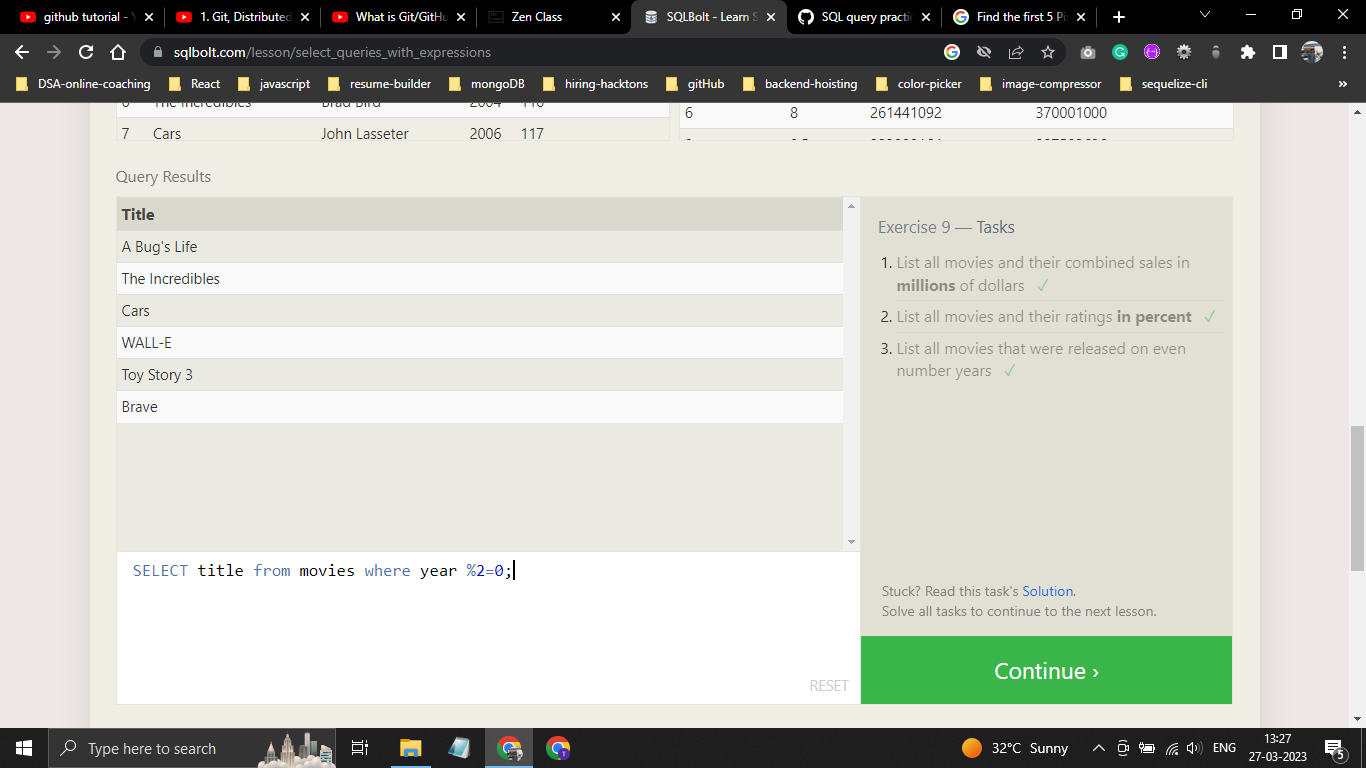 github tutorial - Y
1. Git, Distributed
What is Git/GitHu
Zen Class
SQLBolt - Learn S
SQL query practi
Find the first 5 Pi
sqlbolt.com/lesson/select_queries_with_expressions
DSA-online-coaching React javascript resume-builder mongoDB hiring-hacktons gitHub backend-hoisting color-picker image-compressor sequelize-cli »
6 The Incredibles Brad Bird 2004 116
7 Cars John Lasseter 2006 117
6 8 261441092 370001000
Query Results
Title
A Bug's Life
The Incredibles
Cars
WALL-E
Toy Story 3
Brave
Exercise 9 — Tasks
1. List all movies and their combined sales in
millions of dollars ✓
2. List all movies and their ratings in percent ✓
3. List all movies that were released on even
number years ✓
SELECT title from movies where year %2=0;
RESET
Stuck? Read this task's Solution.
Solve all tasks to continue to the next lesson.
Continue ›
Type here to search
32°C Sunny
ENG
13:27
27-03-2023
5